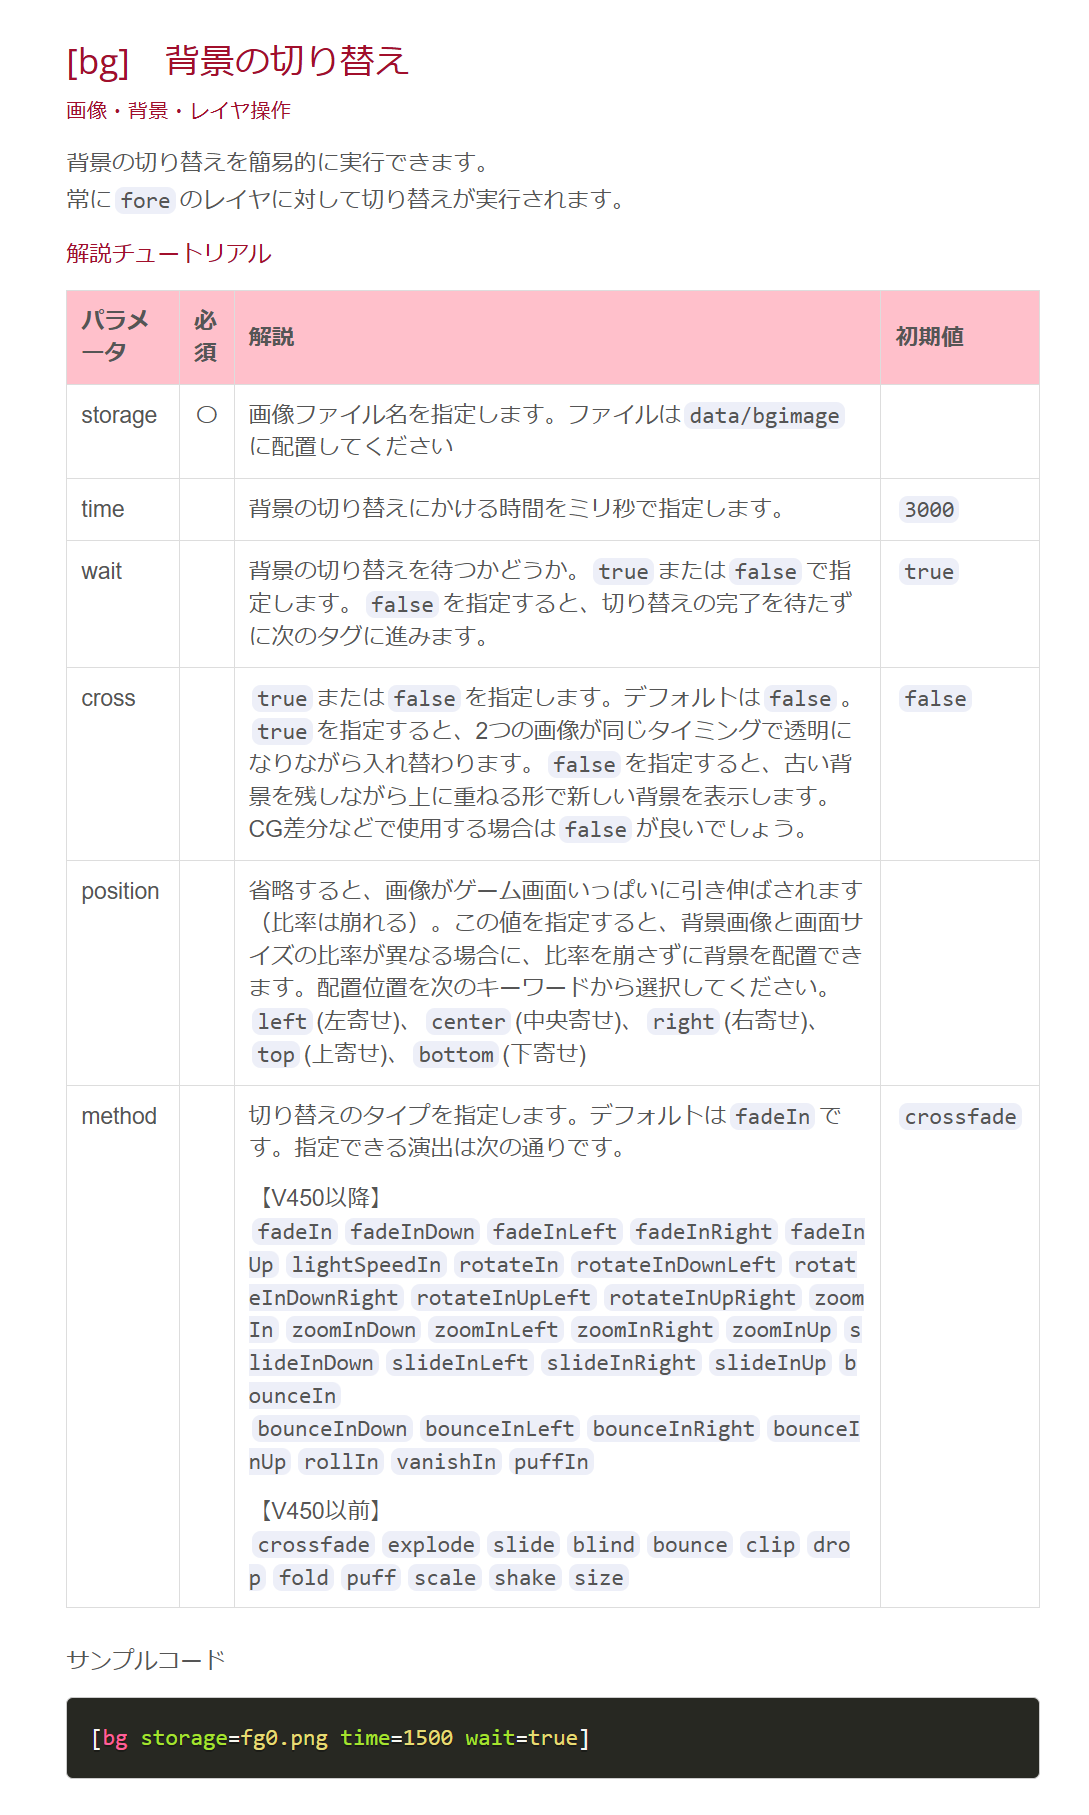 [bg]　背景の切り替え
画像・背景・レイヤ操作
背景の切り替えを簡易的に実行できます。
常に fore のレイヤに対して切り替えが実行されます。
解説チュートリアル
パラメ
ータ
必
須
解説
初期値
storage
〇
画像ファイル名を指定します。ファイルは data/bgimage
に配置してください
time
背景の切り替えにかける時間をミリ秒で指定します。
3000
wait
背景の切り替えを待つかどうか。 true または false で指
定します。 false を指定すると、切り替えの完了を待たず
に次のタグに進みます。
true
cross
true または false を指定します。デフォルトは false 。
true を指定すると、2つの画像が同じタイミングで透明に
なりながら入れ替わります。 false を指定すると、古い背
景を残しながら上に重ねる形で新しい背景を表示します。
CG差分などで使用する場合は false が良いでしょう。
false
position
省略すると、画像がゲーム画面いっぱいに引き伸ばされます
（比率は崩れる）。この値を指定すると、背景画像と画面サ
イズの比率が異なる場合に、比率を崩さずに背景を配置でき
ます。配置位置を次のキーワードから選択してください。
left (左寄せ)、 center (中央寄せ)、 right (右寄せ)、
top (上寄せ)、 bottom (下寄せ)
method
切り替えのタイプを指定します。デフォルトは fadeIn で
す。指定できる演出は次の通りです。
crossfade
【V450以降】
fadeIn fadeInDown fadeInLeft fadeInRight fadeIn
Up lightSpeedIn rotateIn rotateInDownLeft rotat
eInDownRight rotateInUpLeft rotateInUpRight zoom
In zoomInDown zoomInLeft zoomInRight zoomInUp s
lideInDown slideInLeft slideInRight slideInUp b
ounceIn
bounceInDown bounceInLeft bounceInRight bounceI
nUp rollIn vanishIn puffIn
【V450以前】
crossfade explode slide blind bounce clip dro
p fold puff scale shake size
サンプルコード
[bg storage=fg0.png time=1500 wait=true]